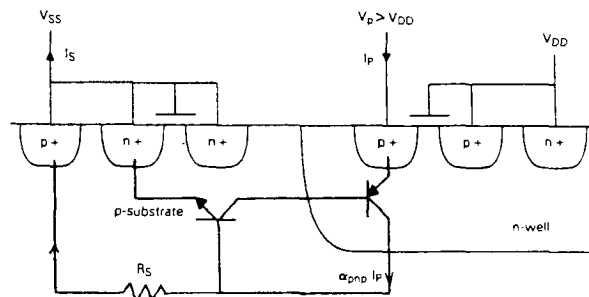 V_SS
V_P > V_DD
I_S
I_P
V_DD
p+
n+
n+
p+
p+
n+
p-substrate
n-well
R_S
α_pnp I_P